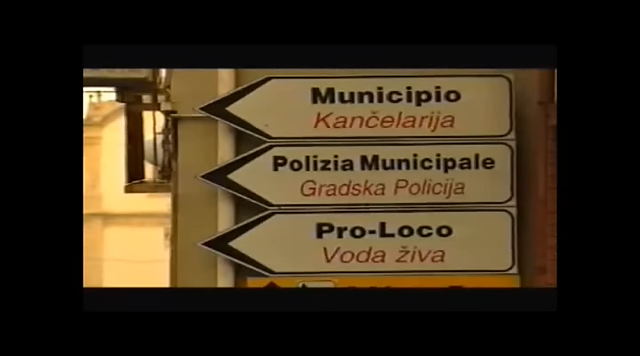 Municipio
Kančelarija
Polizia Municipale
Gradska Policija
Pro-Loco
Voda živa